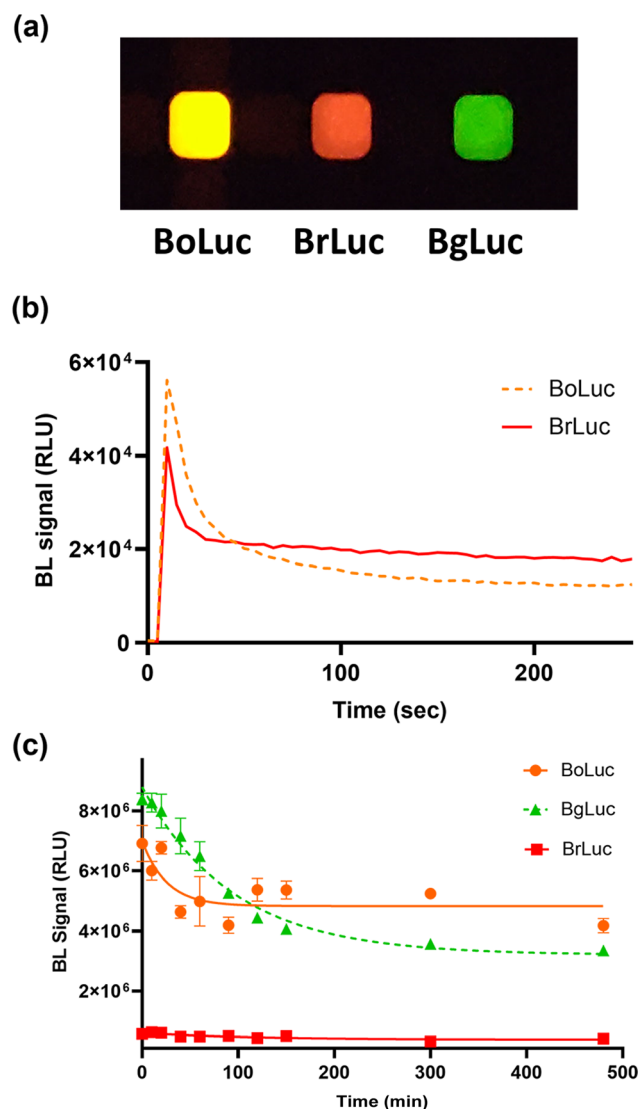 (a)
BoLuc BrLuc BgLuc
(b)
BL signal (RLU)
6×10⁴
4×10⁴
2×10⁴
0
BoLuc
BrLuc
0 100 200
Time (sec)
(c)
BL Signal (RLU)
8×10⁶
6×10⁶
4×10⁶
2×10⁶
BoLuc
BgLuc
BrLuc
0 100 200 300 400 500
Time (min)